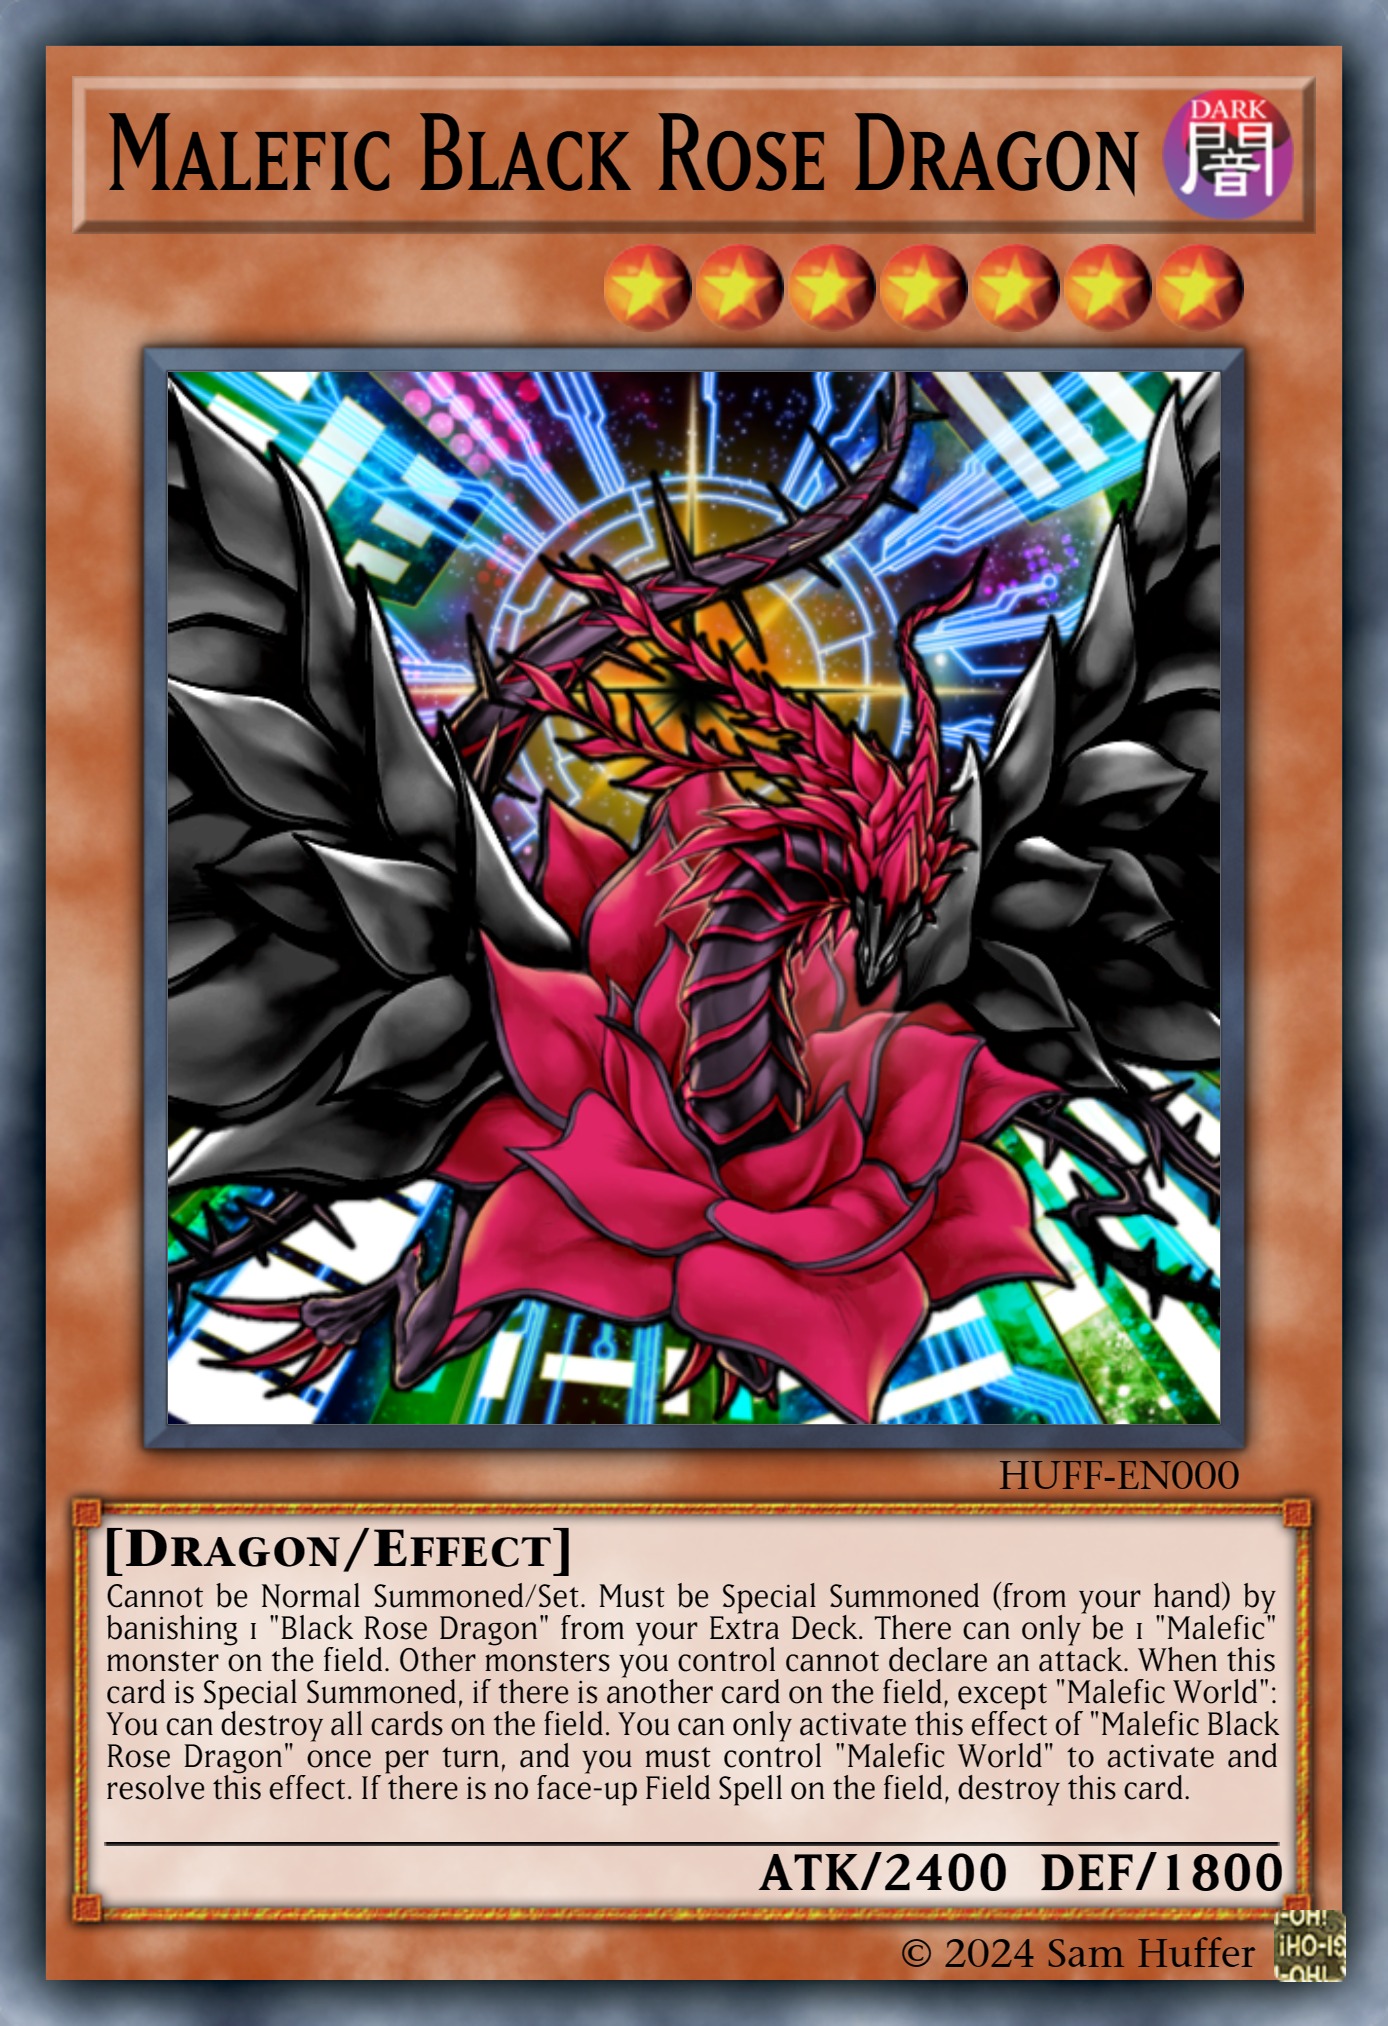 Malefic Black Rose Dragon
DARK
闇
HUFF-EN000
[Dragon/Effect]
Cannot be Normal Summoned/Set. Must be Special Summoned (from your hand) by
banishing 1 "Black Rose Dragon" from your Extra Deck. There can only be 1 "Malefic"
monster on the field. Other monsters you control cannot declare an attack. When this
card is Special Summoned, if there is another card on the field, except "Malefic World":
You can destroy all cards on the field. You can only activate this effect of "Malefic Black
Rose Dragon" once per turn, and you must control "Malefic World" to activate and
resolve this effect. If there is no face-up Field Spell on the field, destroy this card.
ATK/2400 DEF/1800
© 2024 Sam Huffer
-OH!
iHO-IS
-OH!